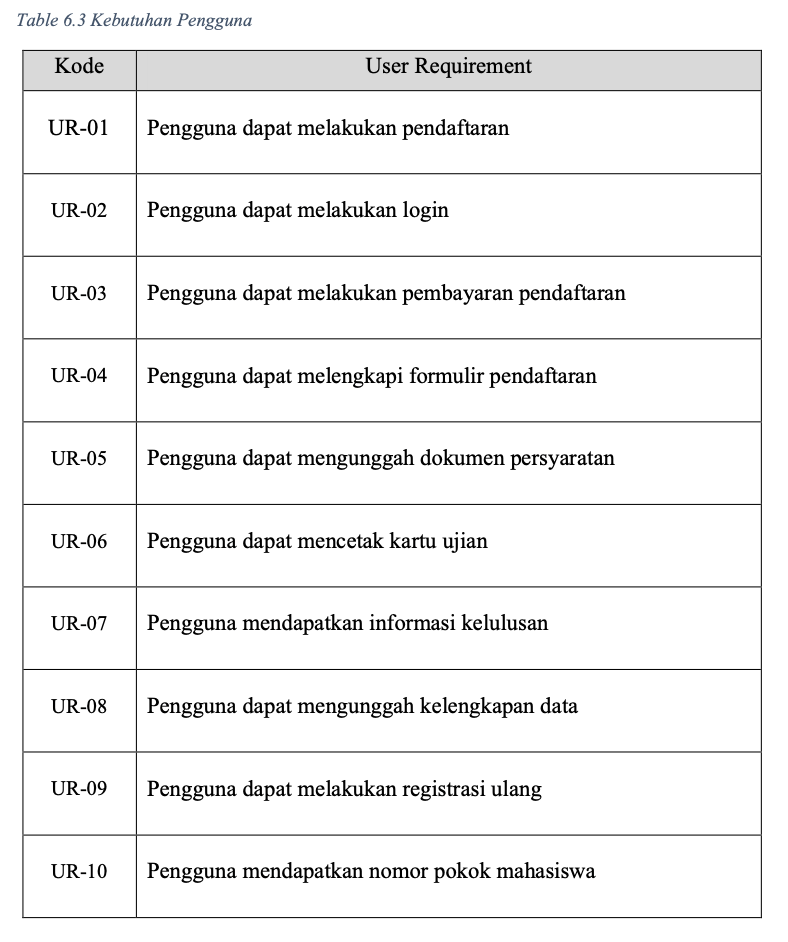 Table 6.3 Kebutuhan Pengguna
Kode User Requirement
UR-01 Pengguna dapat melakukan pendaftaran
UR-02 Pengguna dapat melakukan login
UR-03 Pengguna dapat melakukan pembayaran pendaftaran
UR-04 Pengguna dapat melengkapi formulir pendaftaran
UR-05 Pengguna dapat mengunggah dokumen persyaratan
UR-06 Pengguna dapat mencetak kartu ujian
UR-07 Pengguna mendapatkan informasi kelulusan
UR-08 Pengguna dapat mengunggah kelengkapan data
UR-09 Pengguna dapat melakukan registrasi ulang
UR-10 Pengguna mendapatkan nomor pokok mahasiswa